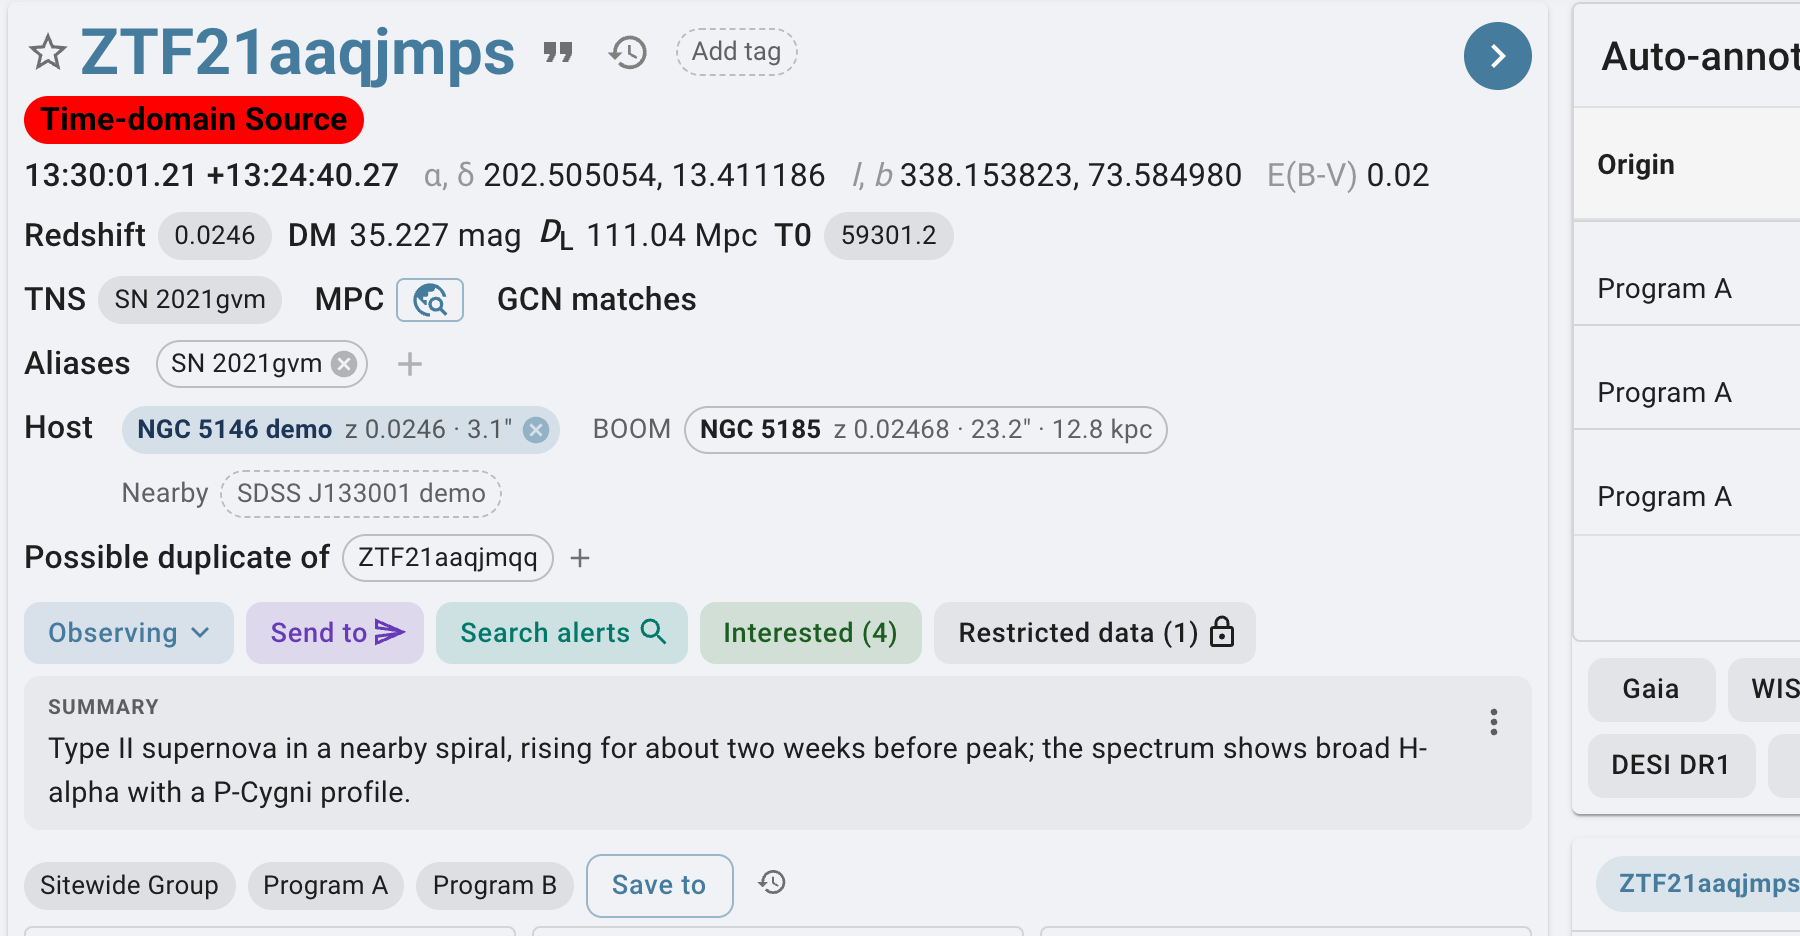 ZTF21aaqjmps
Add tag
Time-domain Source
13:30:01.21 +13:24:40.27 α, δ 202.505054, 13.411186 l, b 338.153823, 73.584980 E(B-V) 0.02
Redshift 0.0246 DM 35.227 mag DL 111.04 Mpc T0 59301.2
TNS SN 2021gvm MPC GCN matches
Aliases SN 2021gvm
Host NGC 5146 demo z 0.0246 · 3.1" BOOM NGC 5185 z 0.02468 · 23.2" · 12.8 kpc
Nearby SDSS J133001 demo
Possible duplicate of ZTF21aaqjmqq +
Observing Send to Search alerts Interested (4) Restricted data (1)
SUMMARY
Type II supernova in a nearby spiral, rising for about two weeks before peak; the spectrum shows broad H-
alpha with a P-Cygni profile.
Sitewide Group Program A Program B Save to
Auto-annot
Origin
Program A
Program A
Program A
Gaia WIS
DESI DR1
ZTF21aaqjmps